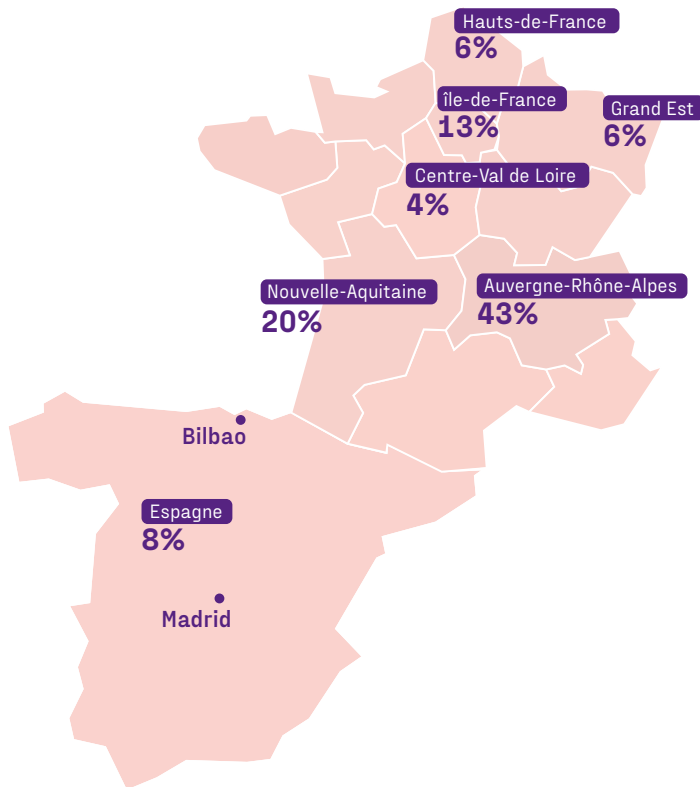 Hauts-de-France
6%
île-de-France
13%
Grand Est
6%
Centre-Val de Loire
4%
Nouvelle-Aquitaine
20%
Auvergne-Rhône-Alpes
43%
Bilbao
Espagne
8%
Madrid